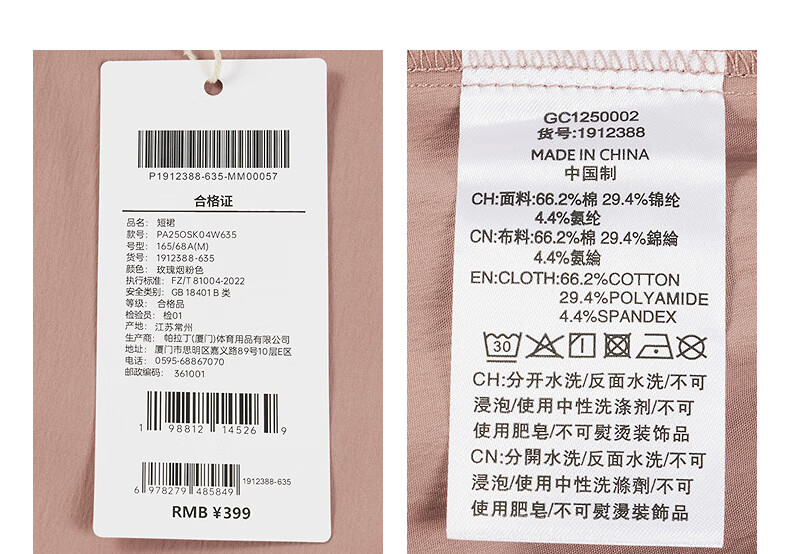 P1912388-635-MM00057
合格证
品名： 短裙
款号： PA25OSK04W635
号型： 165/68A(M)
货号： 1912388-635
颜色： 玫瑰烟粉色
执行标准： FZ/T 81004-2022
安全类别： GB 18401 B 类
等级： 合格品
检验员： 检01
产地： 江苏常州
生产商： 帕拉丁(厦门)体育用品有限公司
地址： 厦门市思明区嘉义路89号10层E区
电话： 0595-68867070
邮政编码： 361001
1 98812 14526 9
1912388-635
6 978279 485849
RMB ¥399
GC1250002
货号:1912388
MADE IN CHINA
中国制
CH:面料:66.2%棉 29.4%锦纶
4.4%氨纶
CN:布料:66.2%棉 29.4%錦綸
4.4%氨綸
EN:CLOTH:66.2%COTTON
29.4%POLYAMIDE
4.4%SPANDEX
30
CH:分开水洗/反面水洗/不可
浸泡/使用中性洗涤剂/不可
使用肥皂/不可熨烫装饰品
CN:分開水洗/反面水洗/不可
浸泡/使用中性洗滌劑/不可
使用肥皂/不可熨燙裝飾品